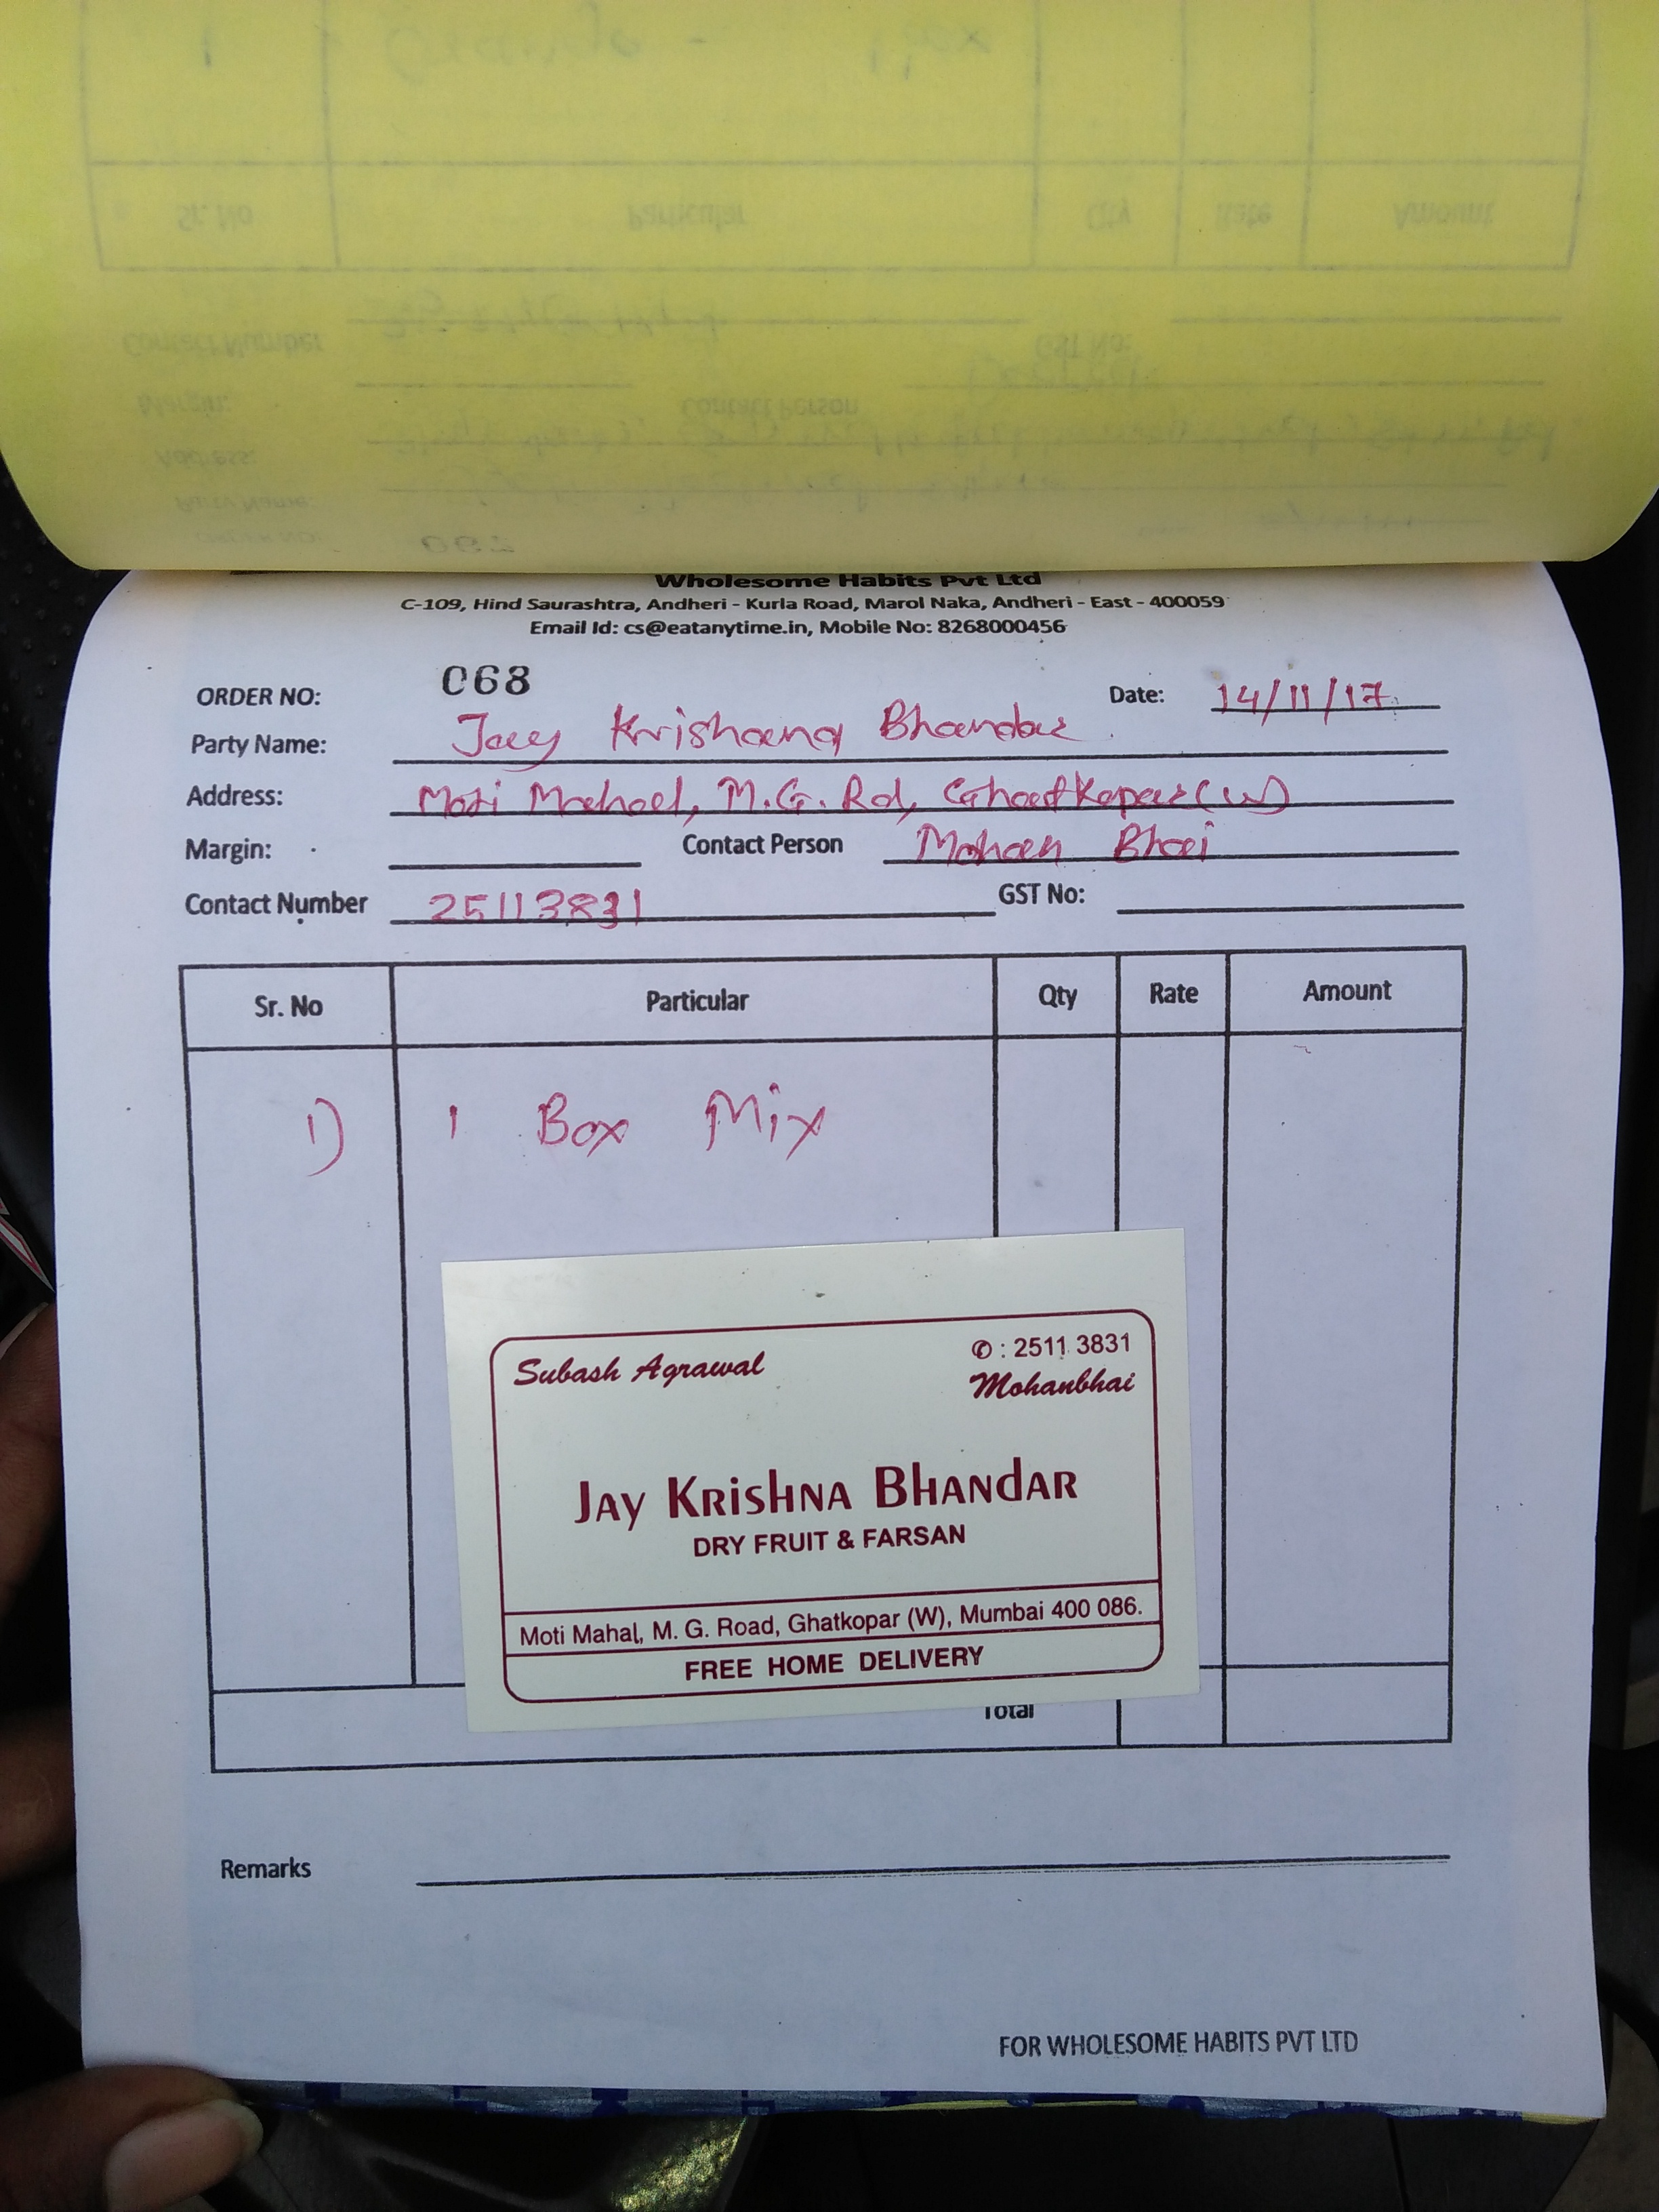 Wholesome Habits Pvt Ltd
C-109, Hind Saurashtra, Andheri - Kurla Road, Marol Naka, Andheri - East - 400059
Email Id: cs@eatanytime.in, Mobile No: 8268000456
ORDER NO: 068 Date: 14/11/17
Party Name: Jay Krishana Bhandar
Address: Moti Mahal, M.G. Rd, Ghatkopar (W)
Margin: Contact Person Mohan Bhai
Contact Number 25113831 GST No:
Sr. No Particular Qty Rate Amount
1) 1 Box Mix
Subash Agrawal ✆ : 2511 3831
Mohanbhai
JAY KRISHNA BHANDAR
DRY FRUIT & FARSAN
Moti Mahal, M. G. Road, Ghatkopar (W), Mumbai 400 086.
FREE HOME DELIVERY
Total
Remarks
FOR WHOLESOME HABITS PVT LTD